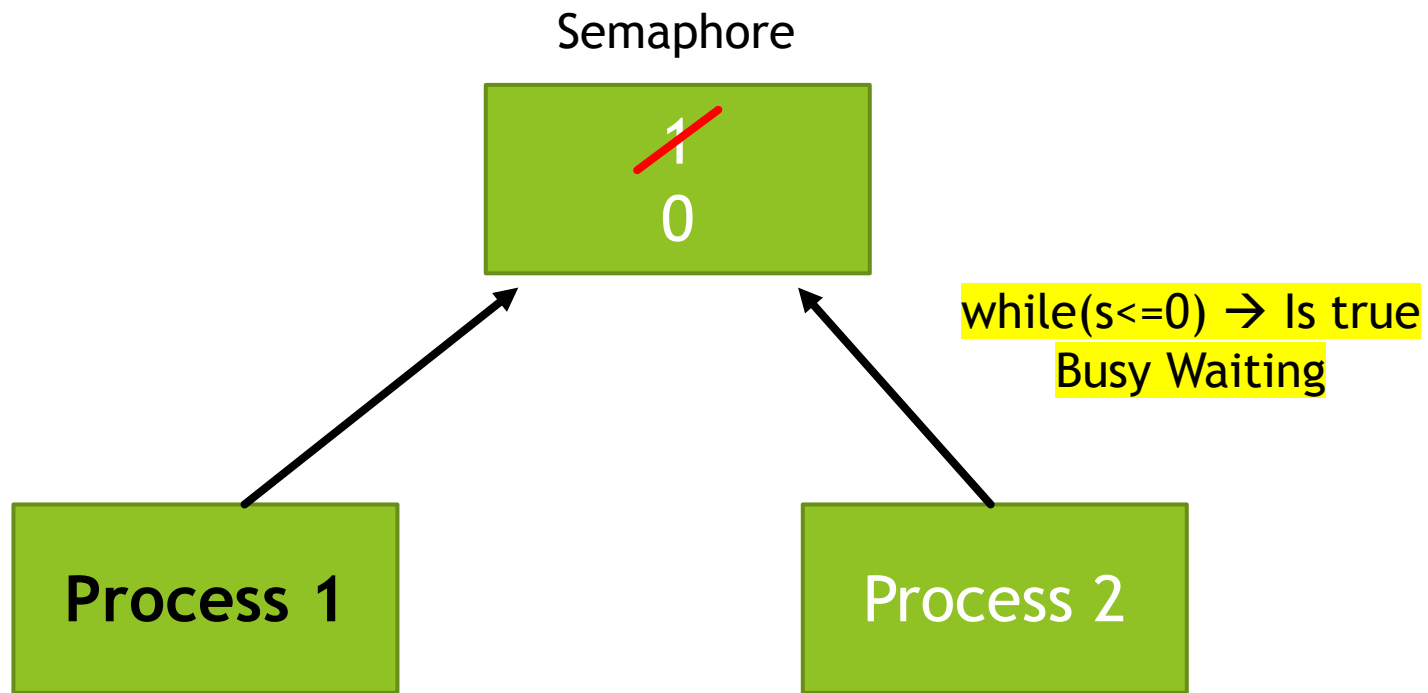 Semaphore
1
0
while(s<=0) → Is true
Busy Waiting
Process 1
Process 2